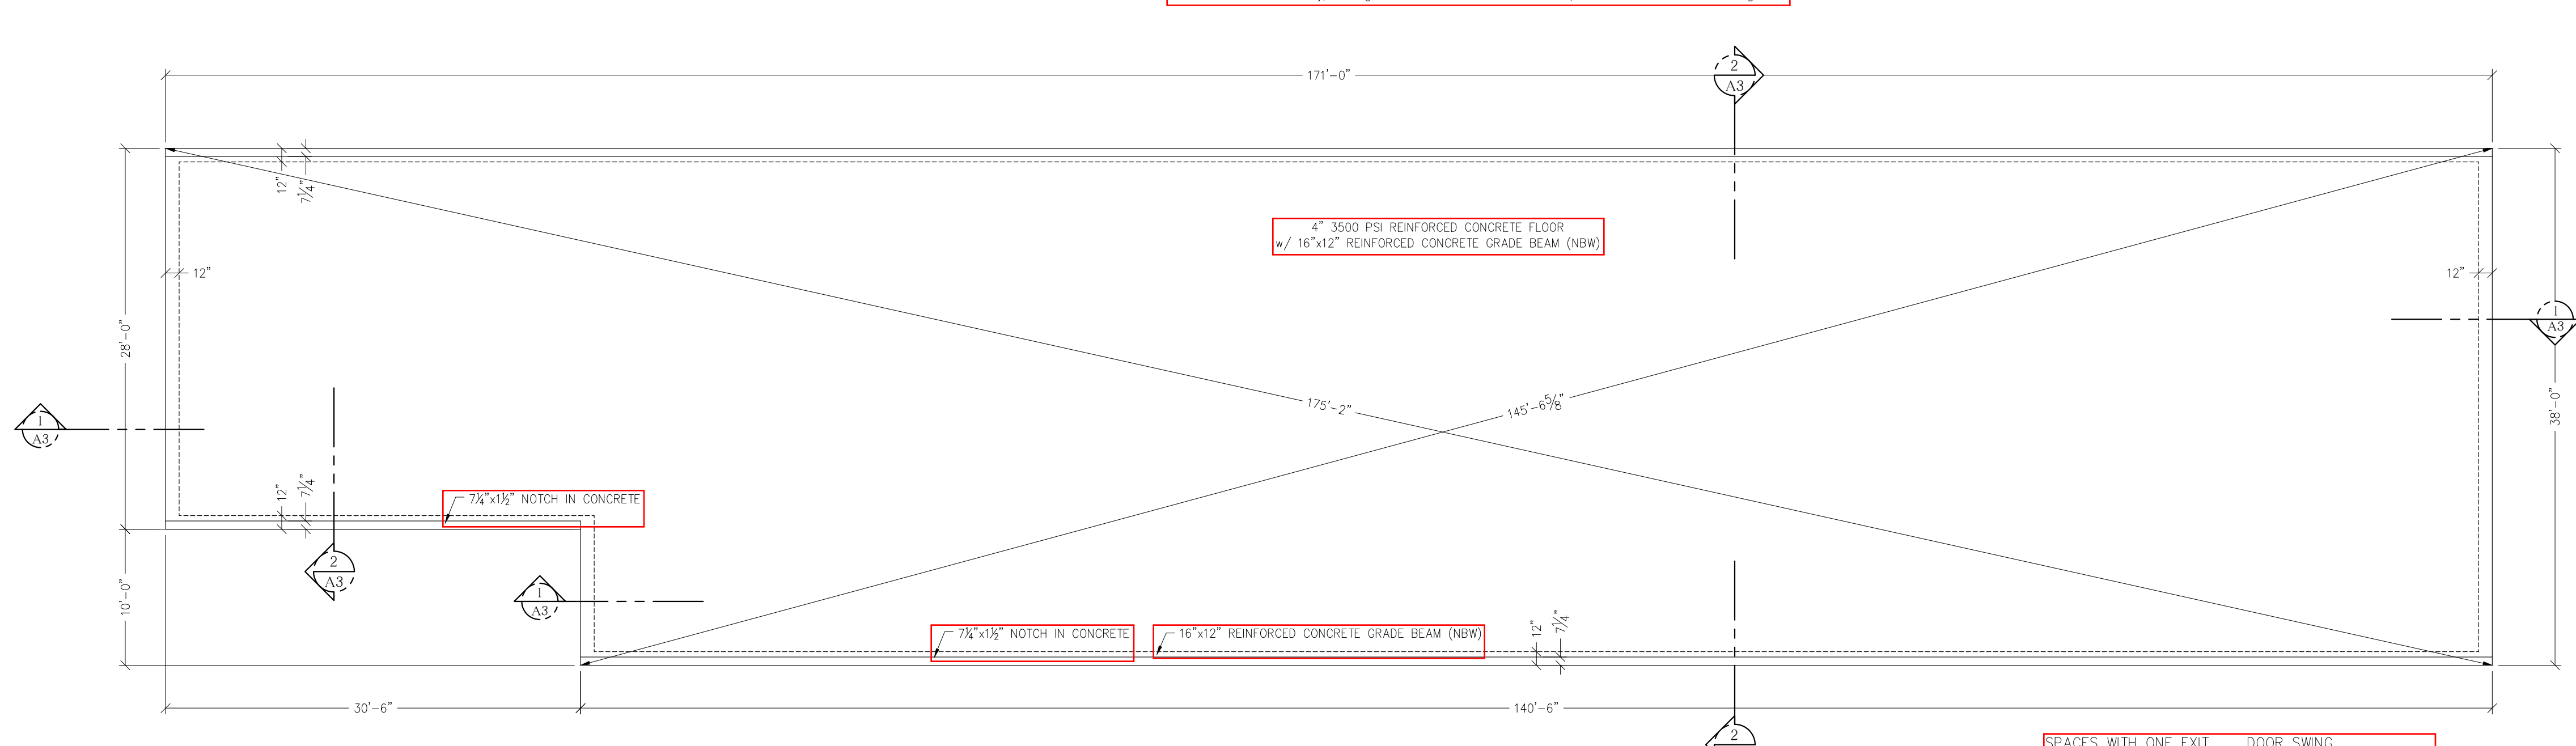 171'-0"
2
A3
12"
7¼"
4" 3500 PSI REINFORCED CONCRETE FLOOR
w/ 16"x12" REINFORCED CONCRETE GRADE BEAM (NBW)
12"
12"
28'-0"
1
A3
38'-0"
175'-2"
145'-6⅝"
1
A3
12"
7¼"
7¼"x1½" NOTCH IN CONCRETE
2
A3
10'-0"
1
A3
7¼"x1½" NOTCH IN CONCRETE
16"x12" REINFORCED CONCRETE GRADE BEAM (NBW)
12"
7¼"
30'-6"
140'-6"
2
SPACES WITH ONE EXIT DOOR SWING